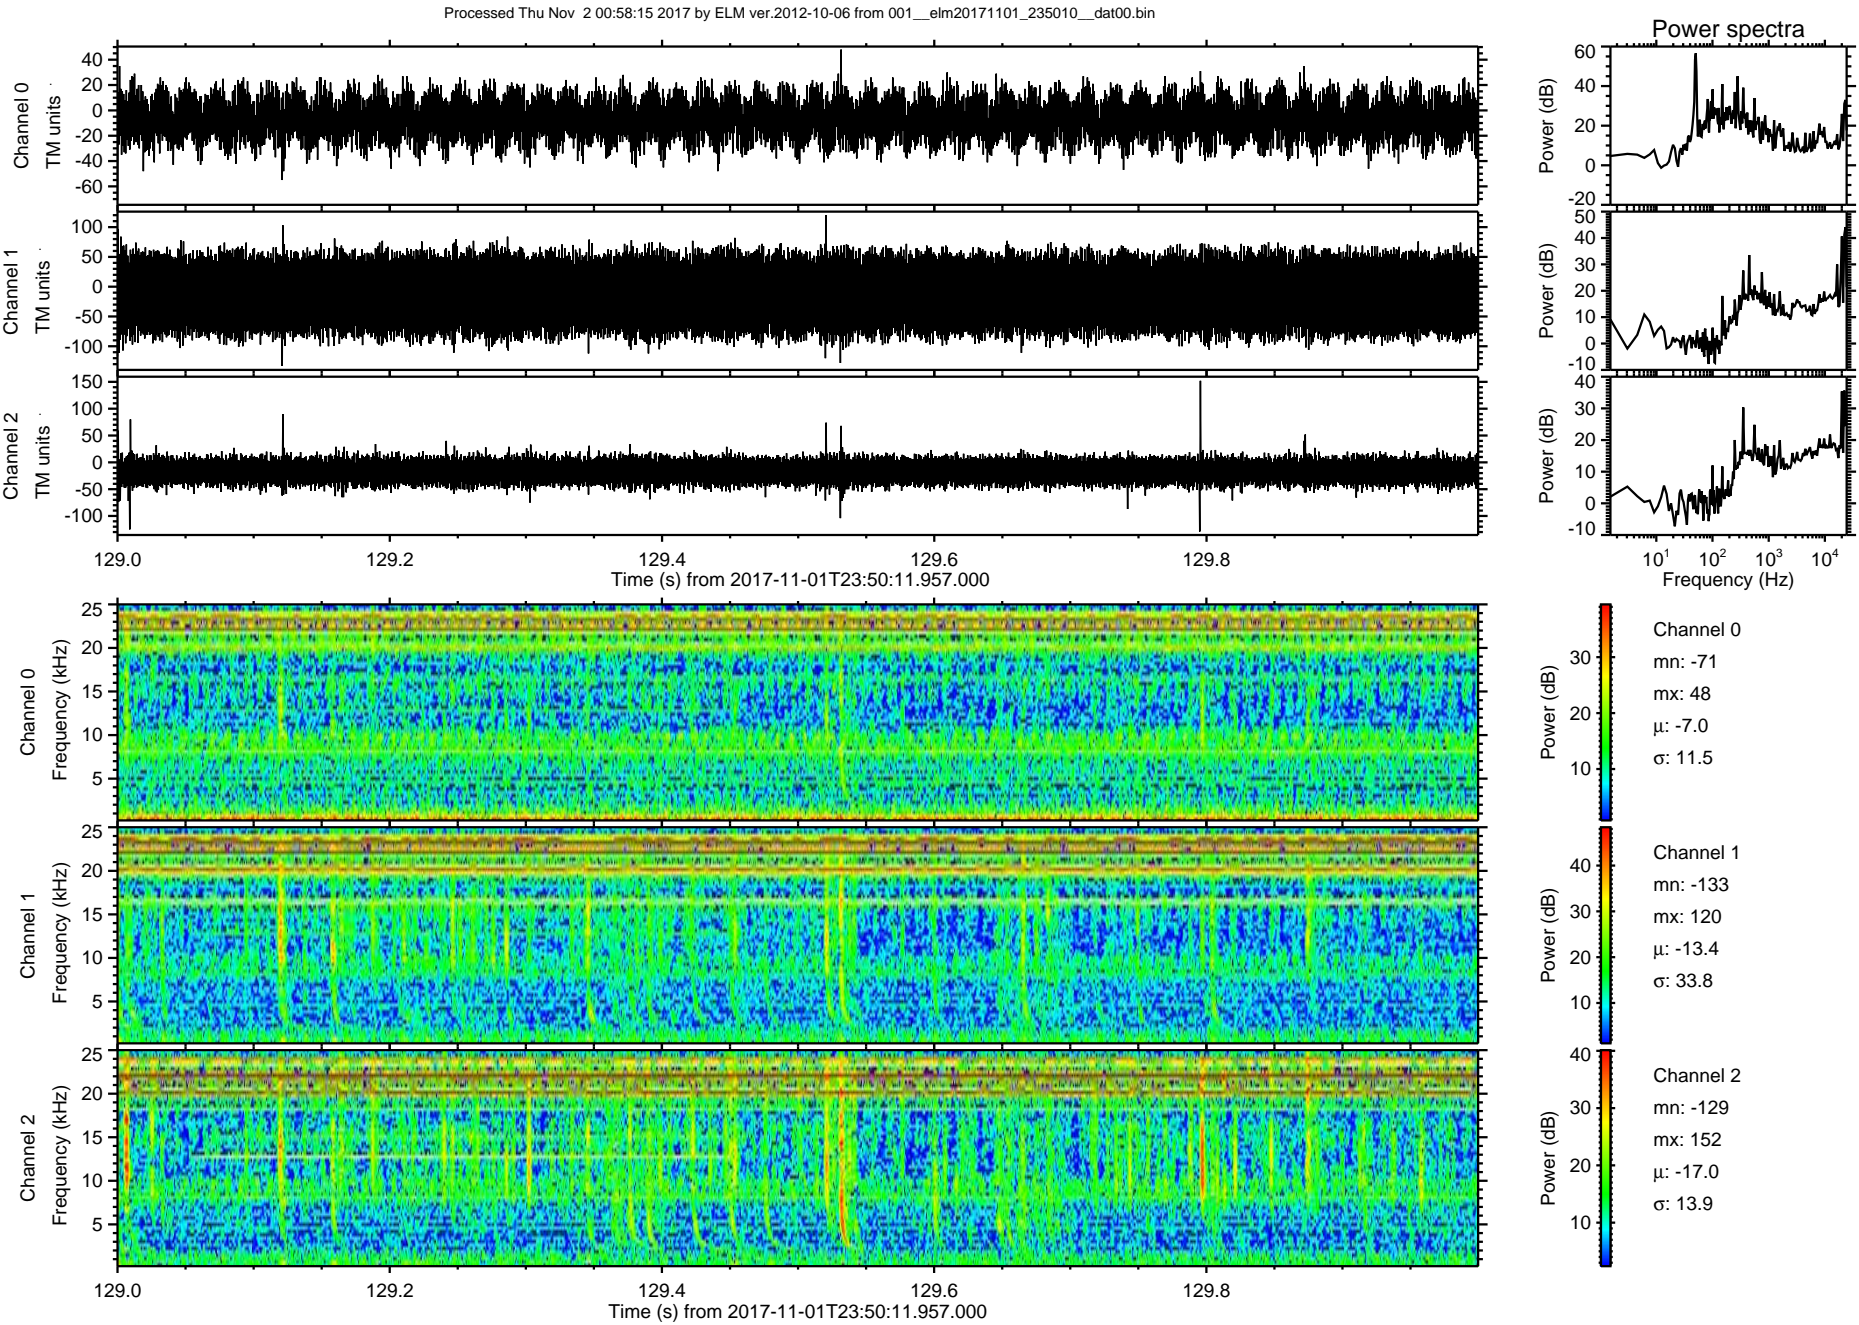 Processed Thu Nov  2 00:58:15 2017 by ELM ver.2012-10-06 from 001__elm20171101_235010__dat00.bin
Power spectra
Channel 0
TM units
40
20
0
-20
-40
-60
Power (dB)
60
40
20
0
-20
Channel 1
TM units
100
50
0
-50
-100
Power (dB)
50
40
30
20
10
0
-10
Channel 2
TM units
150
100
50
0
-50
-100
Power (dB)
40
30
20
10
0
-10
129.0 129.2 129.4 129.6 129.8
Time (s) from 2017-11-01T23:50:11.957.000
10¹ 10² 10³ 10⁴
Frequency (Hz)
Channel 0
Frequency (kHz)
25
20
15
10
5
Power (dB)
30
20
10
Channel 0
mn: -71
mx: 48
µ: -7.0
σ: 11.5
Channel 1
Frequency (kHz)
25
20
15
10
5
Power (dB)
40
30
20
10
Channel 1
mn: -133
mx: 120
µ: -13.4
σ: 33.8
Channel 2
Frequency (kHz)
25
20
15
10
5
Power (dB)
40
30
20
10
Channel 2
mn: -129
mx: 152
µ: -17.0
σ: 13.9
129.0 129.2 129.4 129.6 129.8
Time (s) from 2017-11-01T23:50:11.957.000